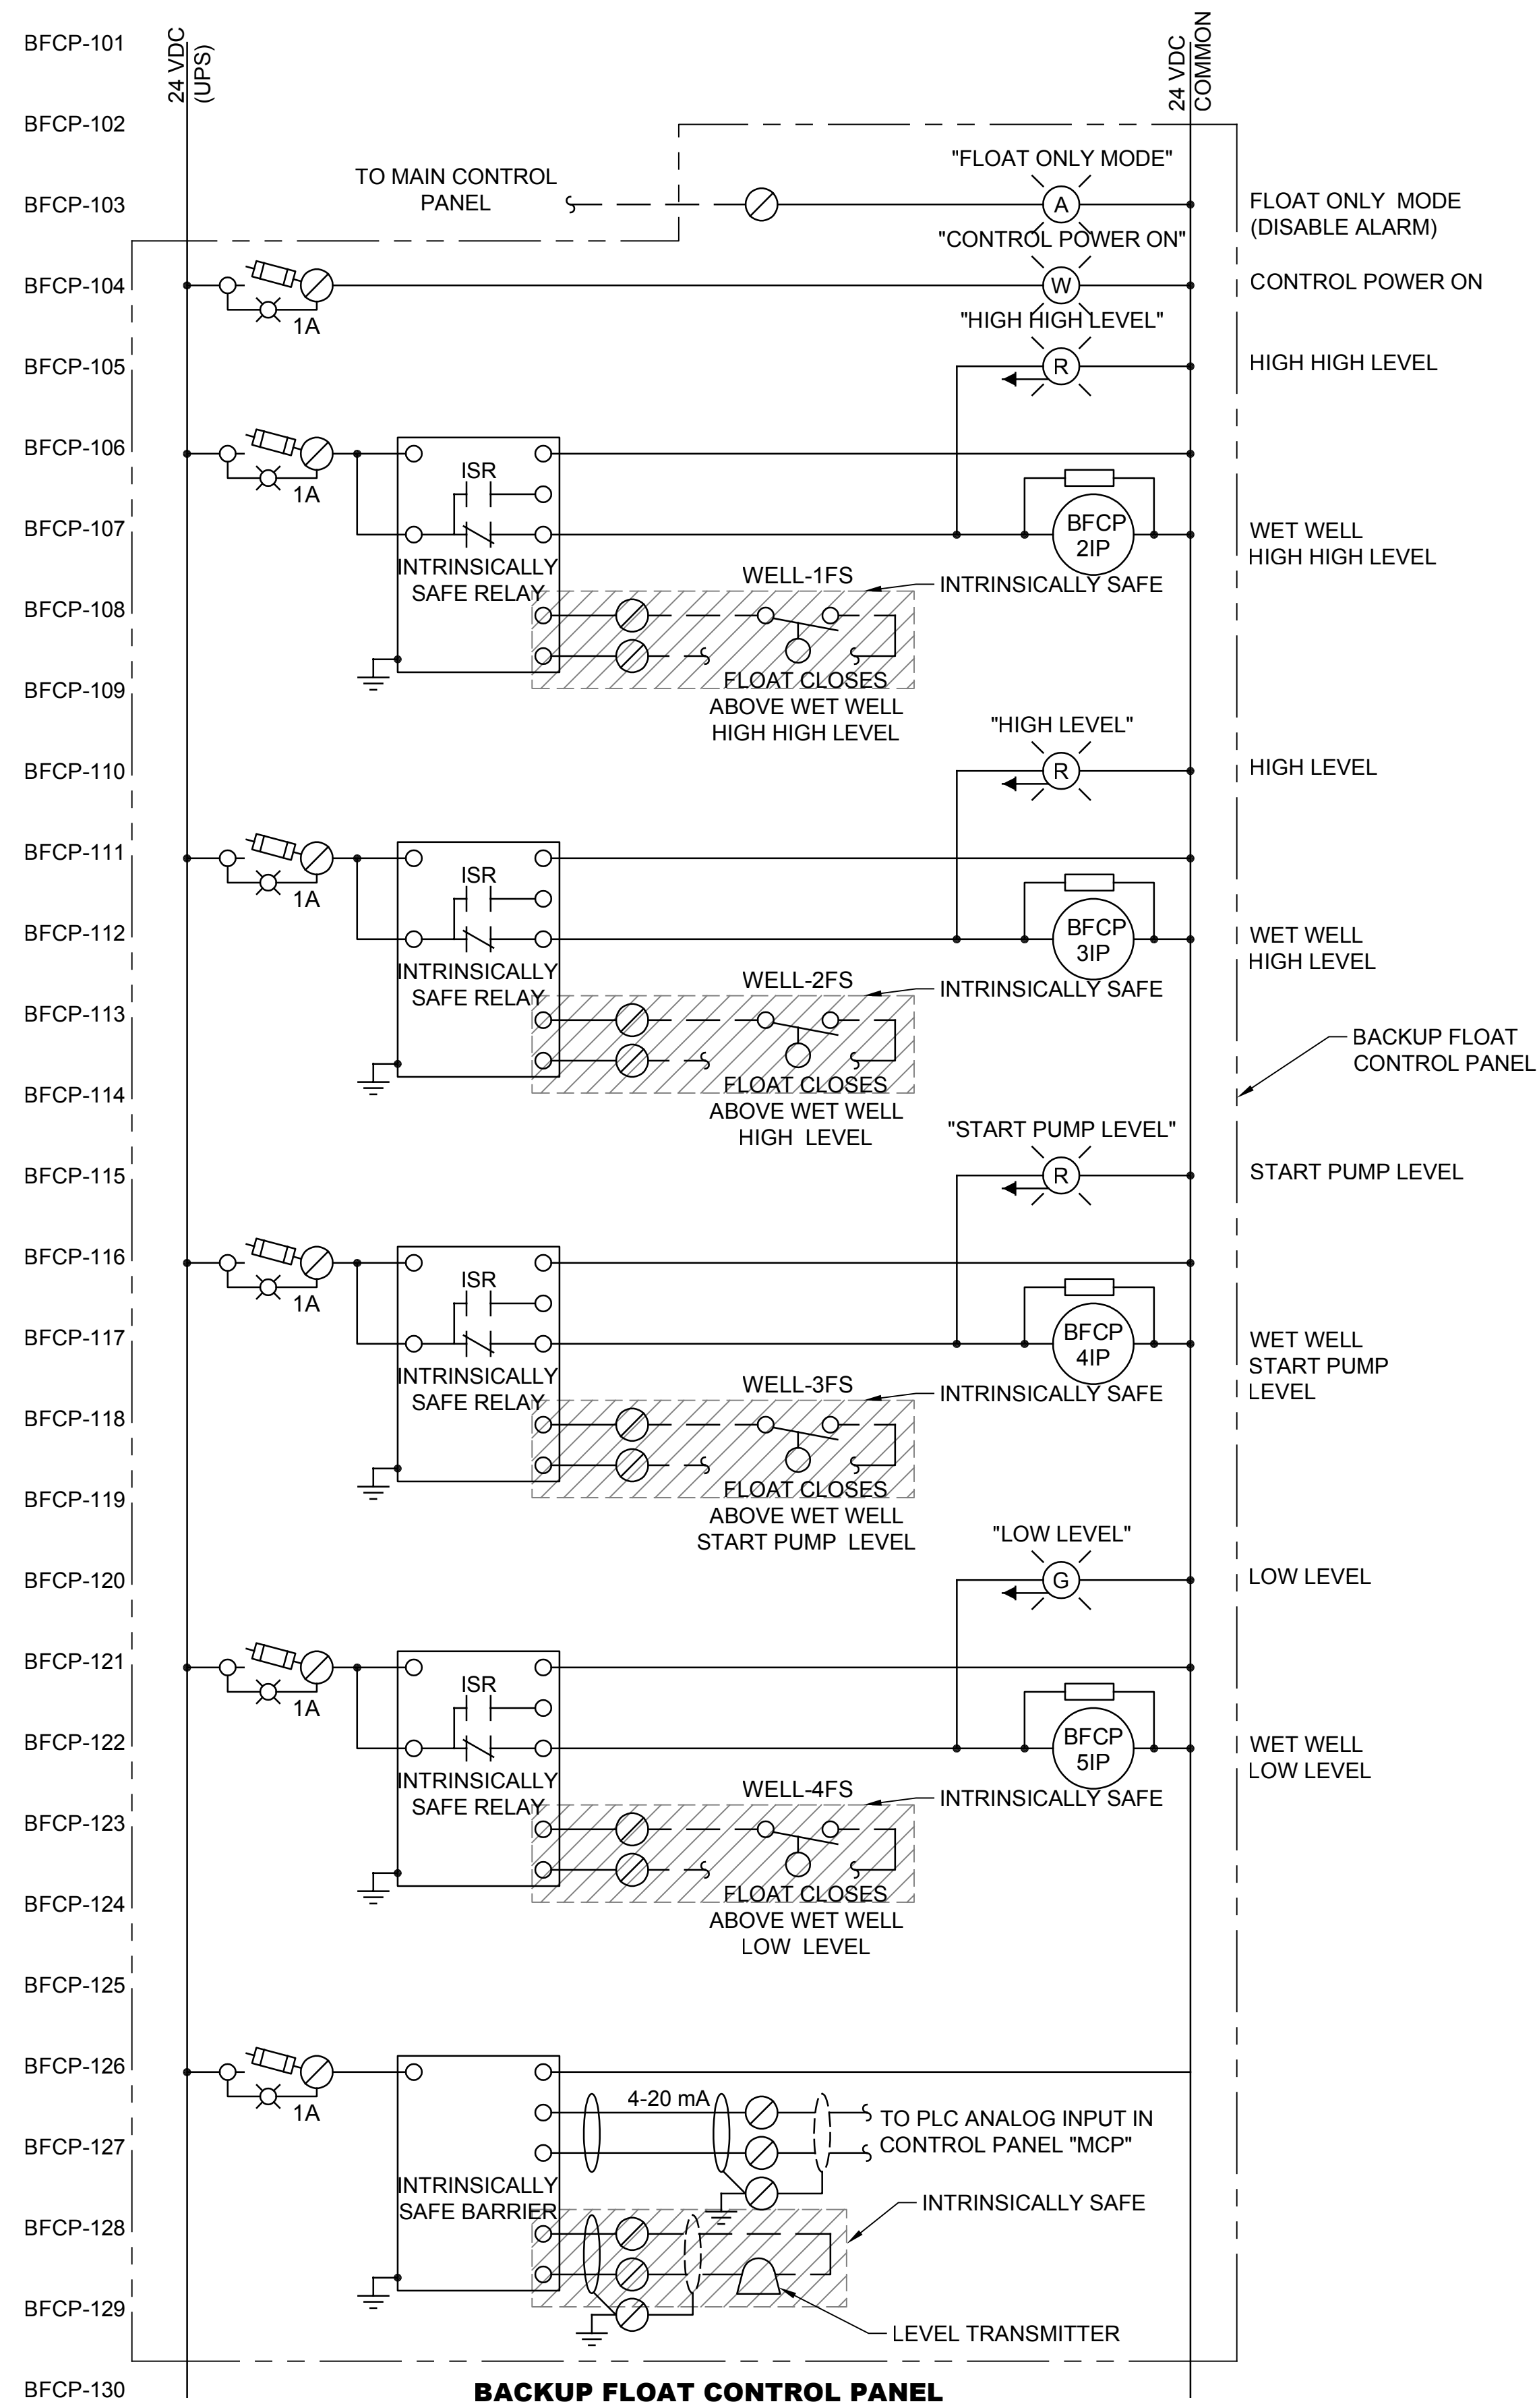 BFCP-101
24 VDC
(UPS)
24 VDC
COMMON
BFCP-102
"FLOAT ONLY MODE"
TO MAIN CONTROL
PANEL
BFCP-103
A
FLOAT ONLY MODE
(DISABLE ALARM)
"CONTROL POWER ON"
BFCP-104
1A
W
CONTROL POWER ON
"HIGH HIGH LEVEL"
BFCP-105
R
HIGH HIGH LEVEL
BFCP-106
1A
ISR
BFCP-107
BFCP
2IP
WET WELL
HIGH HIGH LEVEL
INTRINSICALLY
SAFE RELAY
WELL-1FS
INTRINSICALLY SAFE
BFCP-108
FLOAT CLOSES
ABOVE WET WELL
HIGH HIGH LEVEL
BFCP-109
"HIGH LEVEL"
BFCP-110
R
HIGH LEVEL
BFCP-111
1A
ISR
BFCP-112
BFCP
3IP
WET WELL
HIGH LEVEL
INTRINSICALLY
SAFE RELAY
WELL-2FS
INTRINSICALLY SAFE
BFCP-113
BACKUP FLOAT
CONTROL PANEL
FLOAT CLOSES
ABOVE WET WELL
HIGH LEVEL
BFCP-114
"START PUMP LEVEL"
BFCP-115
R
START PUMP LEVEL
BFCP-116
1A
ISR
BFCP-117
BFCP
4IP
WET WELL
START PUMP
LEVEL
INTRINSICALLY
SAFE RELAY
WELL-3FS
INTRINSICALLY SAFE
BFCP-118
FLOAT CLOSES
ABOVE WET WELL
START PUMP LEVEL
BFCP-119
"LOW LEVEL"
BFCP-120
G
LOW LEVEL
BFCP-121
1A
ISR
BFCP-122
BFCP
5IP
WET WELL
LOW LEVEL
INTRINSICALLY
SAFE RELAY
WELL-4FS
INTRINSICALLY SAFE
BFCP-123
FLOAT CLOSES
ABOVE WET WELL
LOW LEVEL
BFCP-124
BFCP-125
BFCP-126
1A
4-20 mA
TO PLC ANALOG INPUT IN
CONTROL PANEL "MCP"
BFCP-127
INTRINSICALLY
SAFE BARRIER
INTRINSICALLY SAFE
BFCP-128
BFCP-129
LEVEL TRANSMITTER
BFCP-130
BACKUP FLOAT CONTROL PANEL